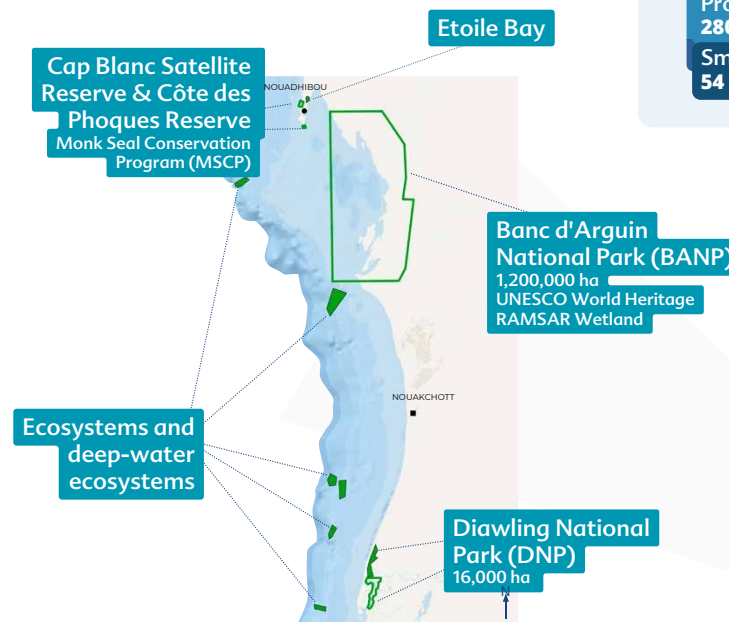 Etoile Bay
280
54
Cap Blanc Satellite
Reserve & Côte des
Phoques Reserve
Monk Seal Conservation
Program (MSCP)
NOUADHIBOU
Banc d'Arguin
National Park (BANP)
1,200,000 ha
UNESCO World Heritage
RAMSAR Wetland
NOUAKCHOTT
Ecosystems and
deep-water
ecosystems
Diawling National
Park (DNP)
16,000 ha
N